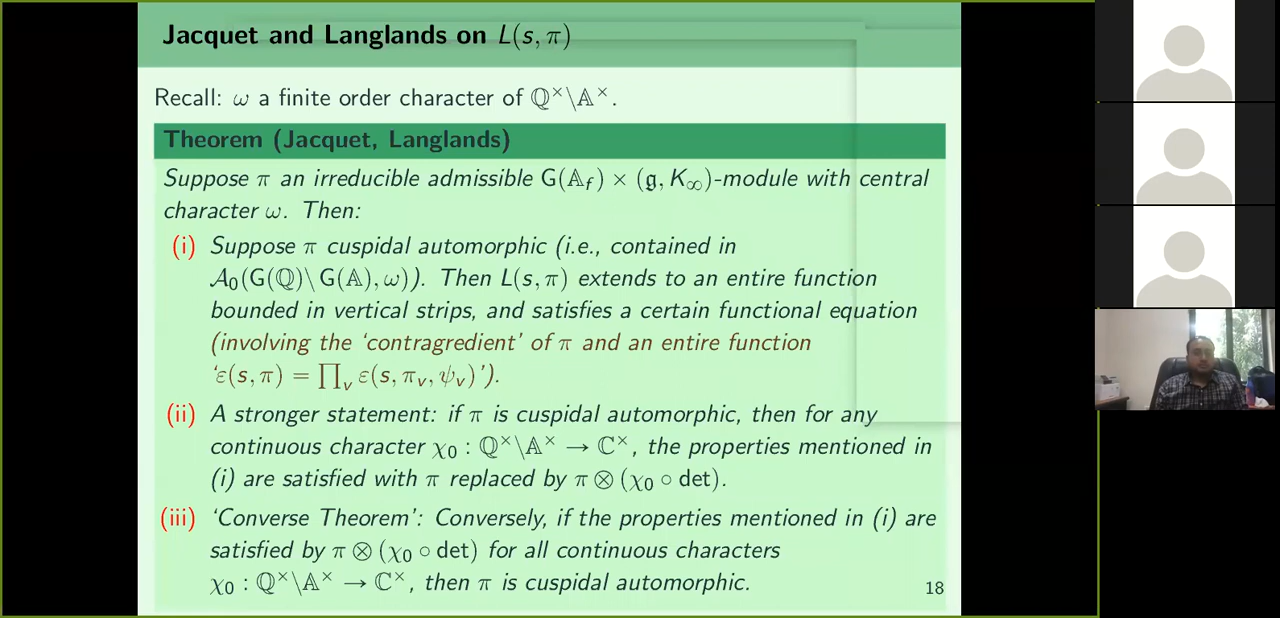 Jacquet and Langlands on L(s, π)
Recall: ω a finite order character of ℚ×\𝔸×.
Theorem (Jacquet, Langlands)
Suppose π an irreducible admissible G(𝔸_f) × (𝔤, K_∞)-module with central
character ω. Then:
(i) Suppose π cuspidal automorphic (i.e., contained in
𝒜₀(G(ℚ)\G(𝔸), ω)). Then L(s, π) extends to an entire function
bounded in vertical strips, and satisfies a certain functional equation
(involving the ‘contragredient’ of π and an entire function
‘ε(s, π) = ∏_v ε(s, π_v, ψ_v)’).
(ii) A stronger statement: if π is cuspidal automorphic, then for any
continuous character χ₀ : ℚ×\𝔸× → ℂ×, the properties mentioned in
(i) are satisfied with π replaced by π ⊗ (χ₀ ∘ det).
(iii) ‘Converse Theorem’: Conversely, if the properties mentioned in (i) are
satisfied by π ⊗ (χ₀ ∘ det) for all continuous characters
χ₀ : ℚ×\𝔸× → ℂ×, then π is cuspidal automorphic.
18